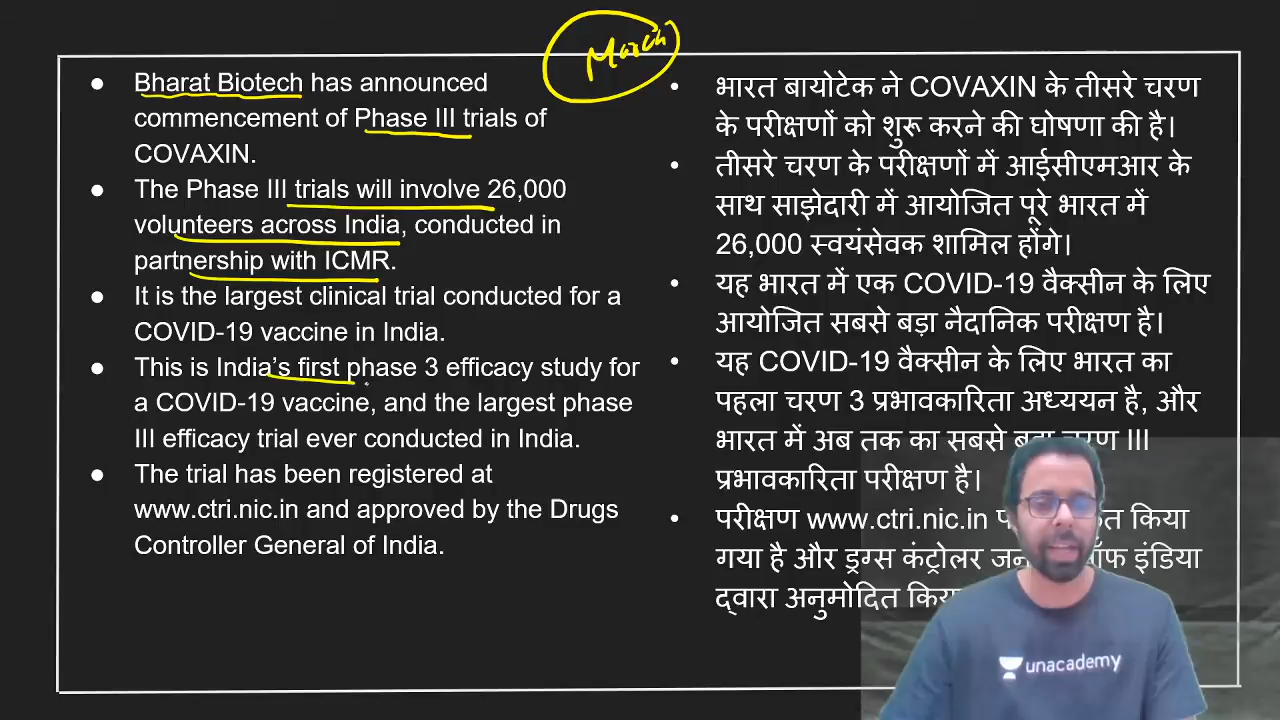 March
● Bharat Biotech has announced
commencement of Phase III trials of
COVAXIN.
● The Phase III trials will involve 26,000
volunteers across India, conducted in
partnership with ICMR.
● It is the largest clinical trial conducted for a
COVID-19 vaccine in India.
● This is India's first phase 3 efficacy study for
a COVID-19 vaccine, and the largest phase
III efficacy trial ever conducted in India.
● The trial has been registered at
www.ctri.nic.in and approved by the Drugs
Controller General of India.
• भारत बायोटेक ने COVAXIN के तीसरे चरण
के परीक्षणों को शुरू करने की घोषणा की है।
• तीसरे चरण के परीक्षणों में आईसीएमआर के
साथ साझेदारी में आयोजित पूरे भारत में
26,000 स्वयंसेवक शामिल होंगे।
• यह भारत में एक COVID-19 वैक्सीन के लिए
आयोजित सबसे बड़ा नैदानिक परीक्षण है।
• यह COVID-19 वैक्सीन के लिए भारत का
पहला चरण 3 प्रभावकारिता अध्ययन है, और
भारत में अब तक का सबसे बड़ा चरण III
प्रभावकारिता परीक्षण है।
• परीक्षण www.ctri.nic.in किया
गया है और ड्रग्स कंट्रोलर इंडिया
द्वारा अनुमोदित
unacademy